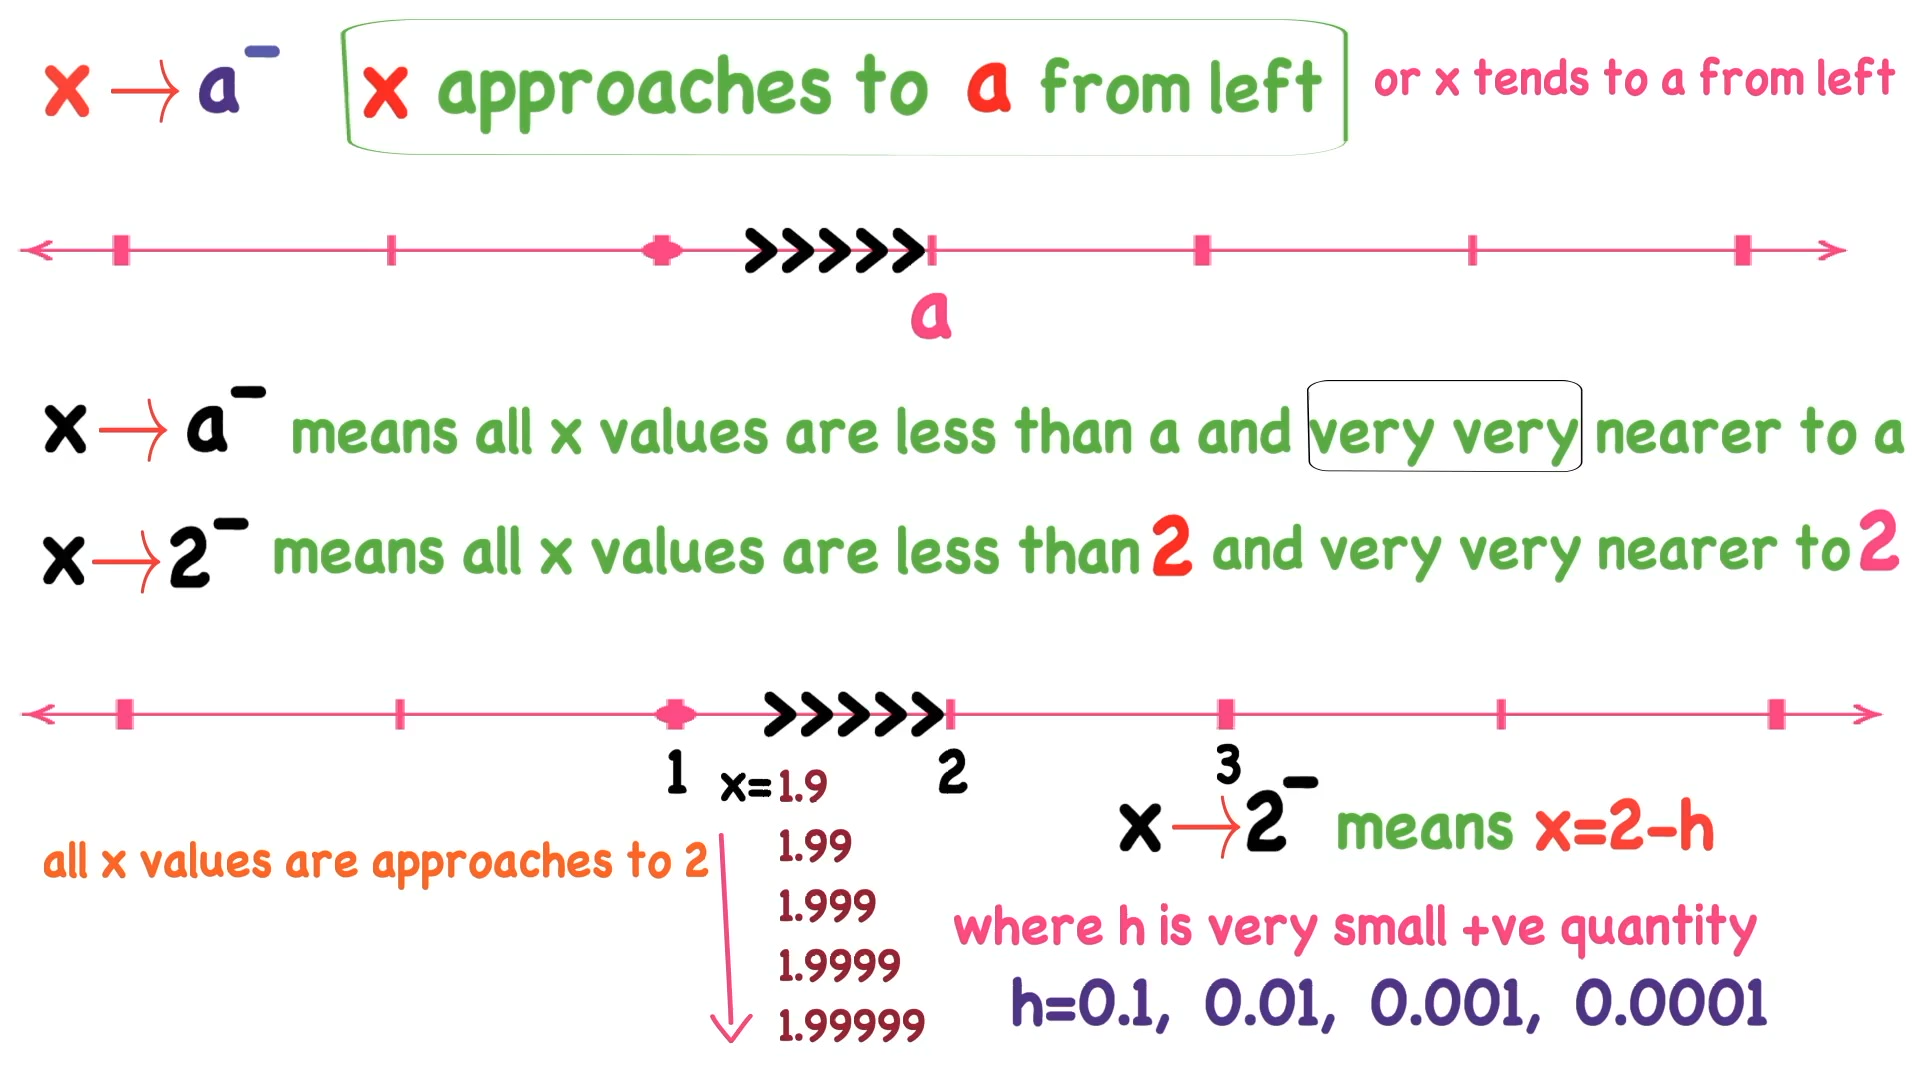 x→a⁻ x approaches to a from left or x tends to a from left
a
x→a⁻ means all x values are less than a and very very nearer to a
x→2⁻ means all x values are less than 2 and very very nearer to 2
1 2 3
x= 1.9
x→2⁻ means x=2-h
1.99
all x values are approaches to 2
1.999
where h is very small +ve quantity
1.9999
h=0.1, 0.01, 0.001, 0.0001
1.99999